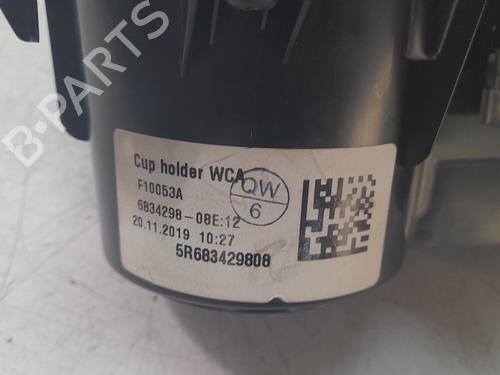 B-PARTS
Cup holder WCA
QW
6
F10053A
6834298-08E:12
20.11.2019 10:27
5R683429808